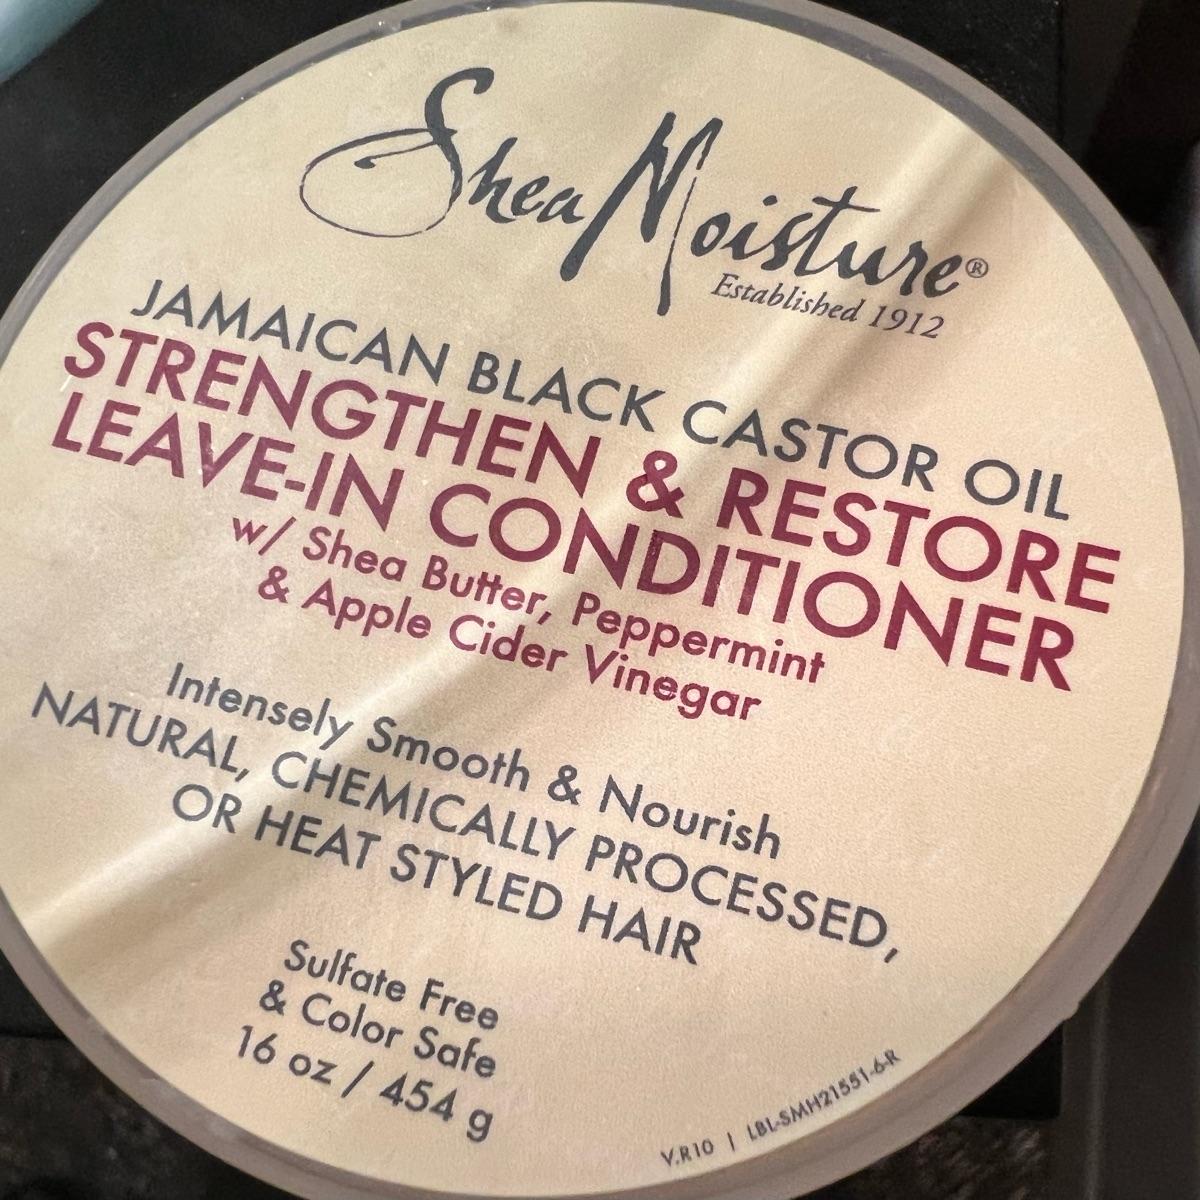 SheaMoisture®
Established 1912
JAMAICAN BLACK CASTOR OIL
STRENGTHEN & RESTORE
LEAVE-IN CONDITIONER
w/ Shea Butter, Peppermint
& Apple Cider Vinegar
Intensely Smooth & Nourish
NATURAL, CHEMICALLY PROCESSED,
OR HEAT STYLED HAIR
Sulfate Free
& Color Safe
16 oz / 454 g
V.R10 | LBL-SMH21551-6-R